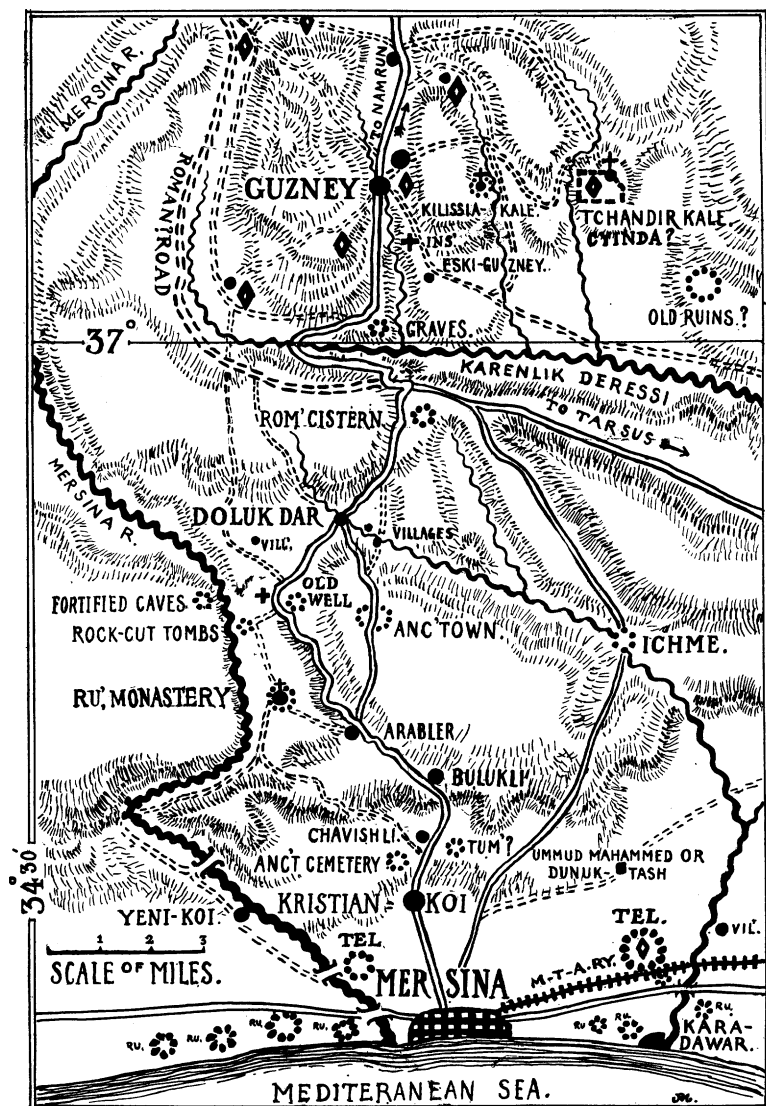 MERSINA R.
TO NAMRUN
ROMAN ROAD
GUZNEY
KILISSIA-KALE.
TCHANDIR KALE.
CYINDA?
INS'
ESKI-GUZNEY.
OLD RUINS.?
GRAVES.
37°
KARENLIK DERESSI
ROM' CISTERN
TO TARSUS
MERSINA R.
DOLUK DAR
VILL'.
VILLAGES
FORTIFIED CAVES
OLD
WELL
ROCK-CUT TOMBS
ANC' TOWN.
ICHME.
RU', MONASTERY
ARABLER
BULUKLI
CHAVISHLI.
TUM'?
ANC'T CEMETERY
UMMUD MAHAMMED OR
DUNUK-TASH
34° 30'
KRISTIAN KOI
YENI-KOI.
TEL.
VIL'.
1 2 3
SCALE OF MILES.
TEL.
MERSINA
M-T-A.RY.
RU.
RU.
RU.
RU.
RU
RU.
RU.
KARA-
DAWAR.
MEDITERANEAN SEA.